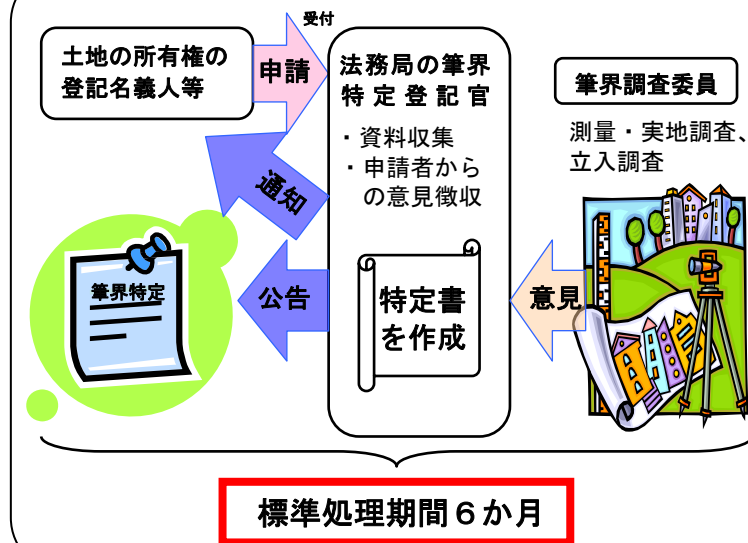 受付
土地の所有権の
登記名義人等
申請
法務局の筆界
特定登記官
・資料収集
・申請者から
の意見徴収
筆界調査委員
測量・実地調査、
立入調査
通知
筆界特定
公告
特定書
を作成
意見
標準処理期間６か月